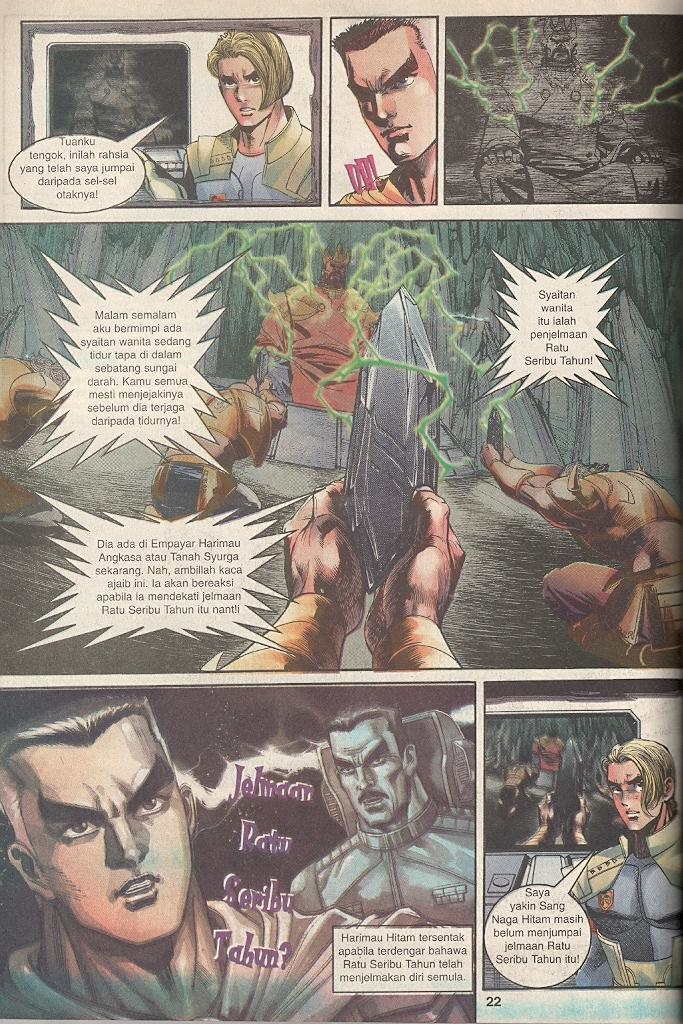 Tuanku
tengok, inilah rahsia
yang telah saya jumpai
daripada sel-sel
otaknya!
Malam semalam
aku bermimpi ada
syaitan wanita sedang
tidur tapa di dalam
sebatang sungai
darah. Kamu semua
mesti menjejakinya
sebelum dia terjaga
daripada tidurnya!
Syaitan
wanita
itu ialah
penjelmaan
Ratu
Seribu Tahun!
Dia ada di Empayar Harimau
Angkasa atau Tanah Syurga
sekarang. Nah, ambillah kaca
ajaib ini. Ia akan bereaksi
apabila ia mendekati jelmaan
Ratu Seribu Tahun itu nanti!
Jelmaan
Ratu
Seribu
Tahun?
Harimau Hitam tersentak
apabila terdengar bahawa
Ratu Seribu Tahun telah
menjelmakan diri semula.
Saya
yakin Sang
Naga Hitam masih
belum menjumpai
jelmaan Ratu
Seribu Tahun itu!
22